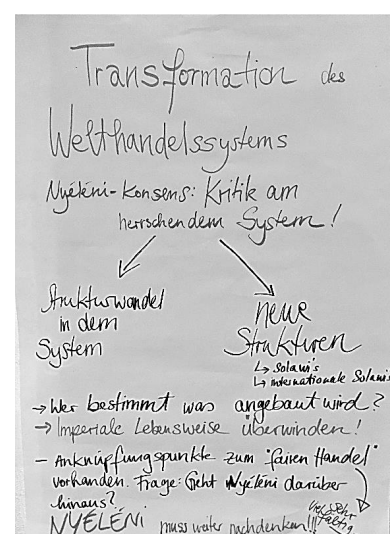 Transformation des
Welthandelssystems
Nyéléni-Konsens: Kritik am
herrschendem System!
Strukturwandel
in dem
System
neue
Strukturen
↳ Solawi's
↳ internationale Solawis
→ Wer bestimmt was angebaut wird?
→ Imperiale Lebensweise überwinden!
- Anknüpfungspunkte zum "fairen Handel"
vorhanden. Frage: Geht Nyéléni darüber
hinaus?
NYÉLÉNI muss weiter nachdenken!!!